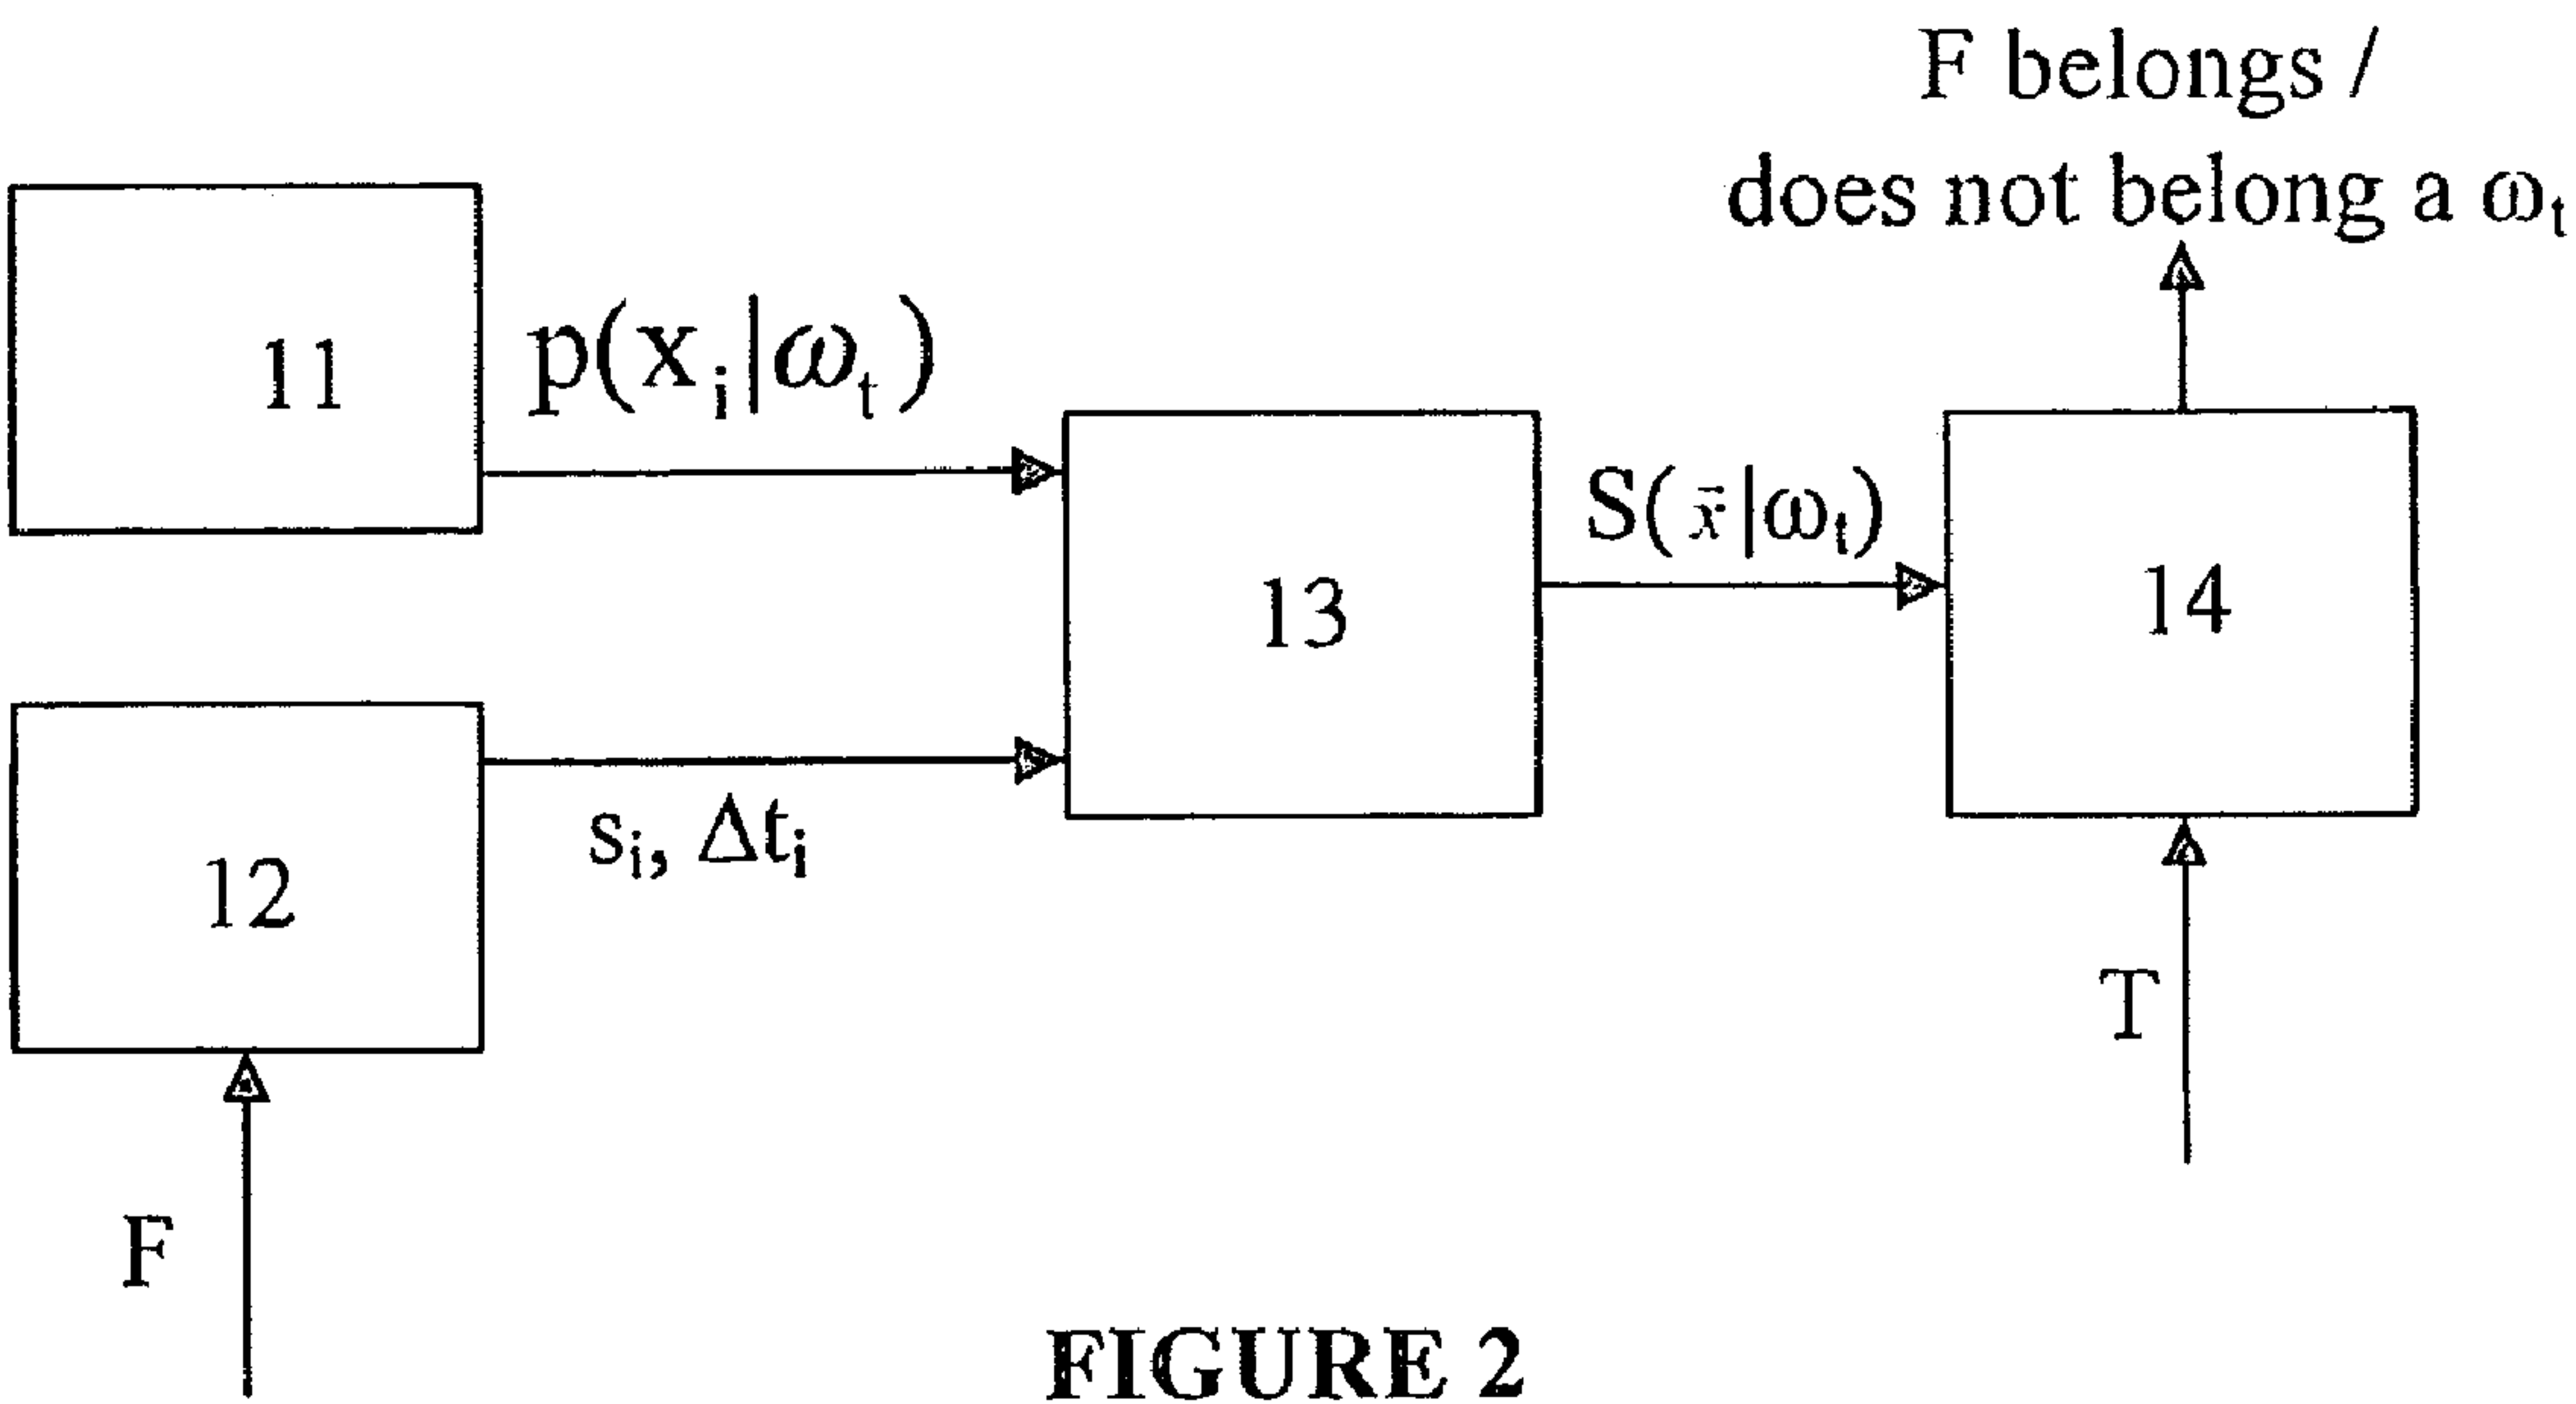 F belongs /
does not belong a ωt
11
p(xi|ωt)
13
S(x⃗|ωt)
14
12
si, Δti
T
F
FIGURE 2